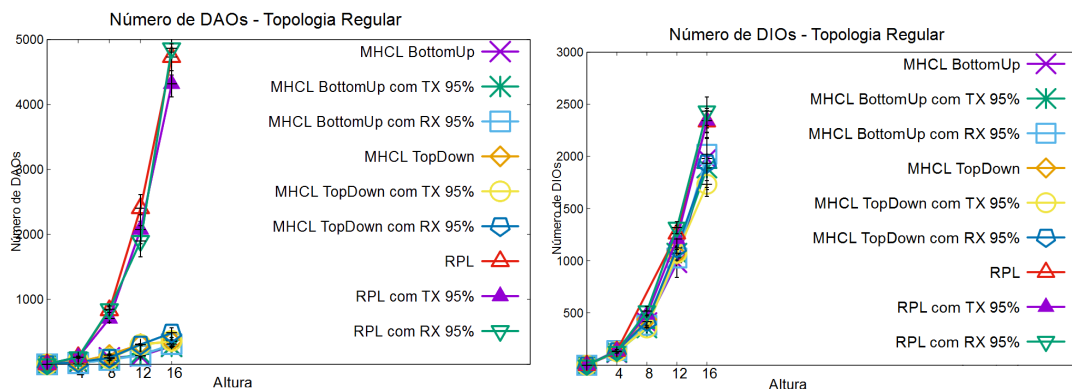 Número de DAOs - Topologia Regular
5000
4000
3000
2000
1000
Número de DAOs
4
8
12
16
Altura
MHCL BottomUp
MHCL BottomUp com TX 95%
MHCL BottomUp com RX 95%
MHCL TopDown
MHCL TopDown com TX 95%
MHCL TopDown com RX 95%
RPL
RPL com TX 95%
RPL com RX 95%
Número de DIOs - Topologia Regular
3000
2500
2000
1500
1000
500
Número de DIOs
4
8
12
16
Altura
MHCL BottomUp
MHCL BottomUp com TX 95%
MHCL BottomUp com RX 95%
MHCL TopDown
MHCL TopDown com TX 95%
MHCL TopDown com RX 95%
RPL
RPL com TX 95%
RPL com RX 95%